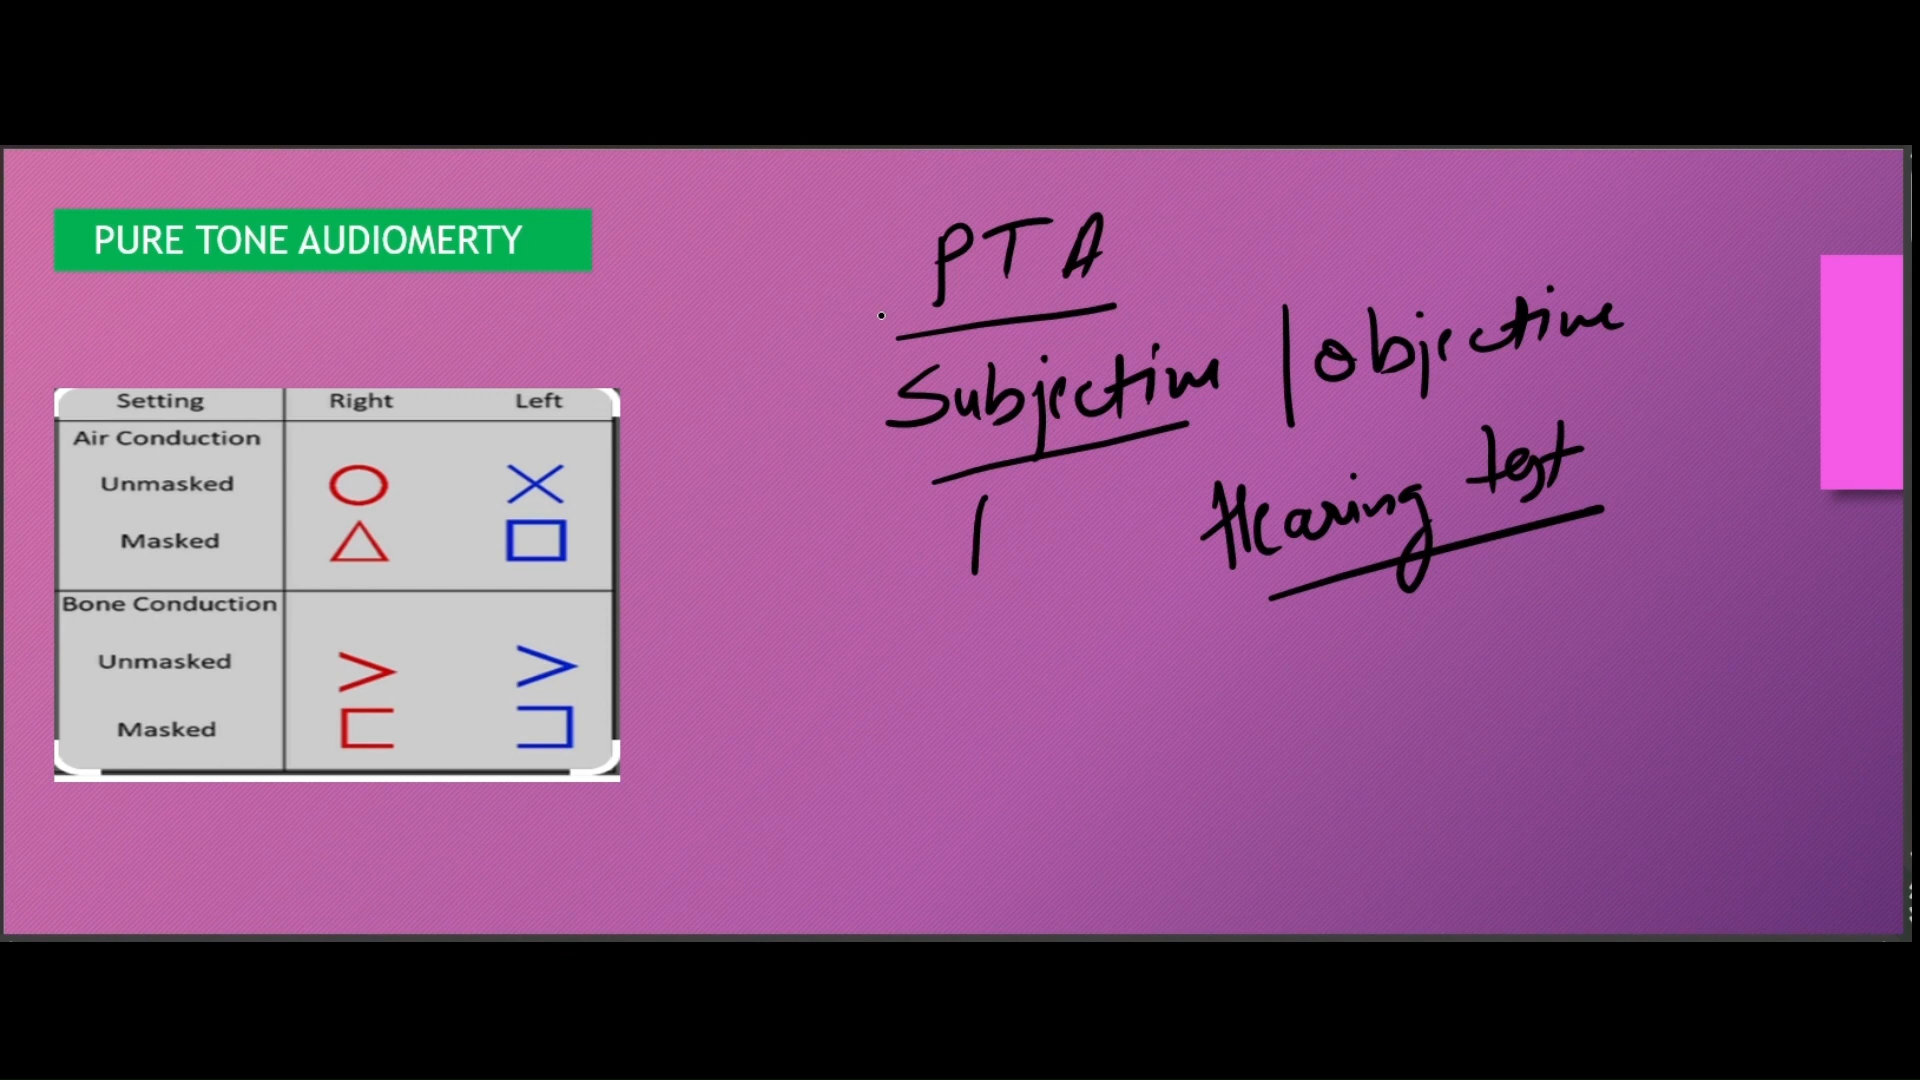 PURE TONE AUDIOMERTY
PTA
Subjective | objective
Hearing test
Setting Right Left
Air Conduction
Unmasked
Masked
Bone Conduction
Unmasked
Masked